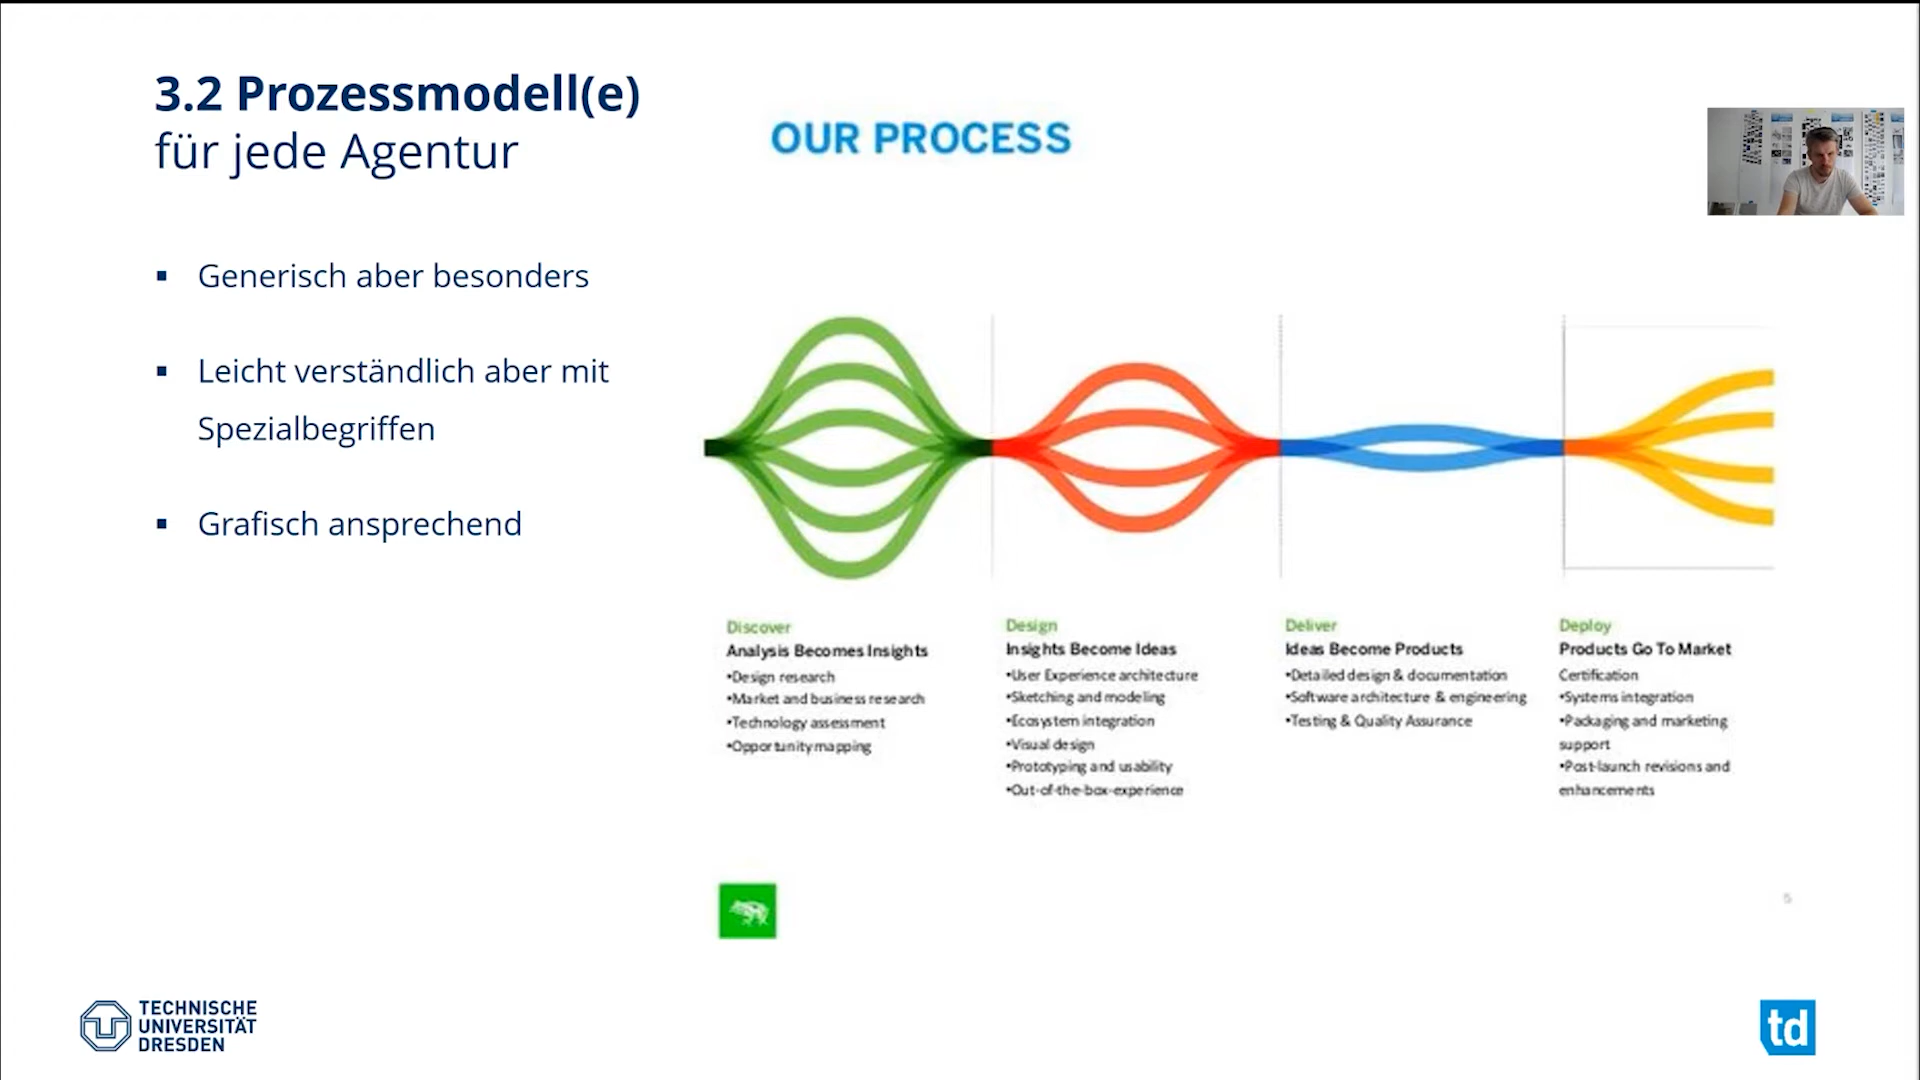 3.2 Prozessmodell(e)
für jede Agentur
▪ Generisch aber besonders
▪ Leicht verständlich aber mit
Spezialbegriffen
▪ Grafisch ansprechend
OUR PROCESS
Discover
Analysis Becomes Insights
•Design research
•Market and business research
•Technology assessment
•Opportunity mapping
Design
Insights Become Ideas
•User Experience architecture
•Sketching and modeling
•Ecosystem integration
•Visual design
•Prototyping and usability
•Out-of-the-box-experience
Deliver
Ideas Become Products
•Detailed design & documentation
•Software architecture & engineering
•Testing & Quality Assurance
Deploy
Products Go To Market
Certification
•Systems integration
•Packaging and marketing
support
•Post-launch revisions and
enhancements
TECHNISCHE
UNIVERSITÄT
DRESDEN
td